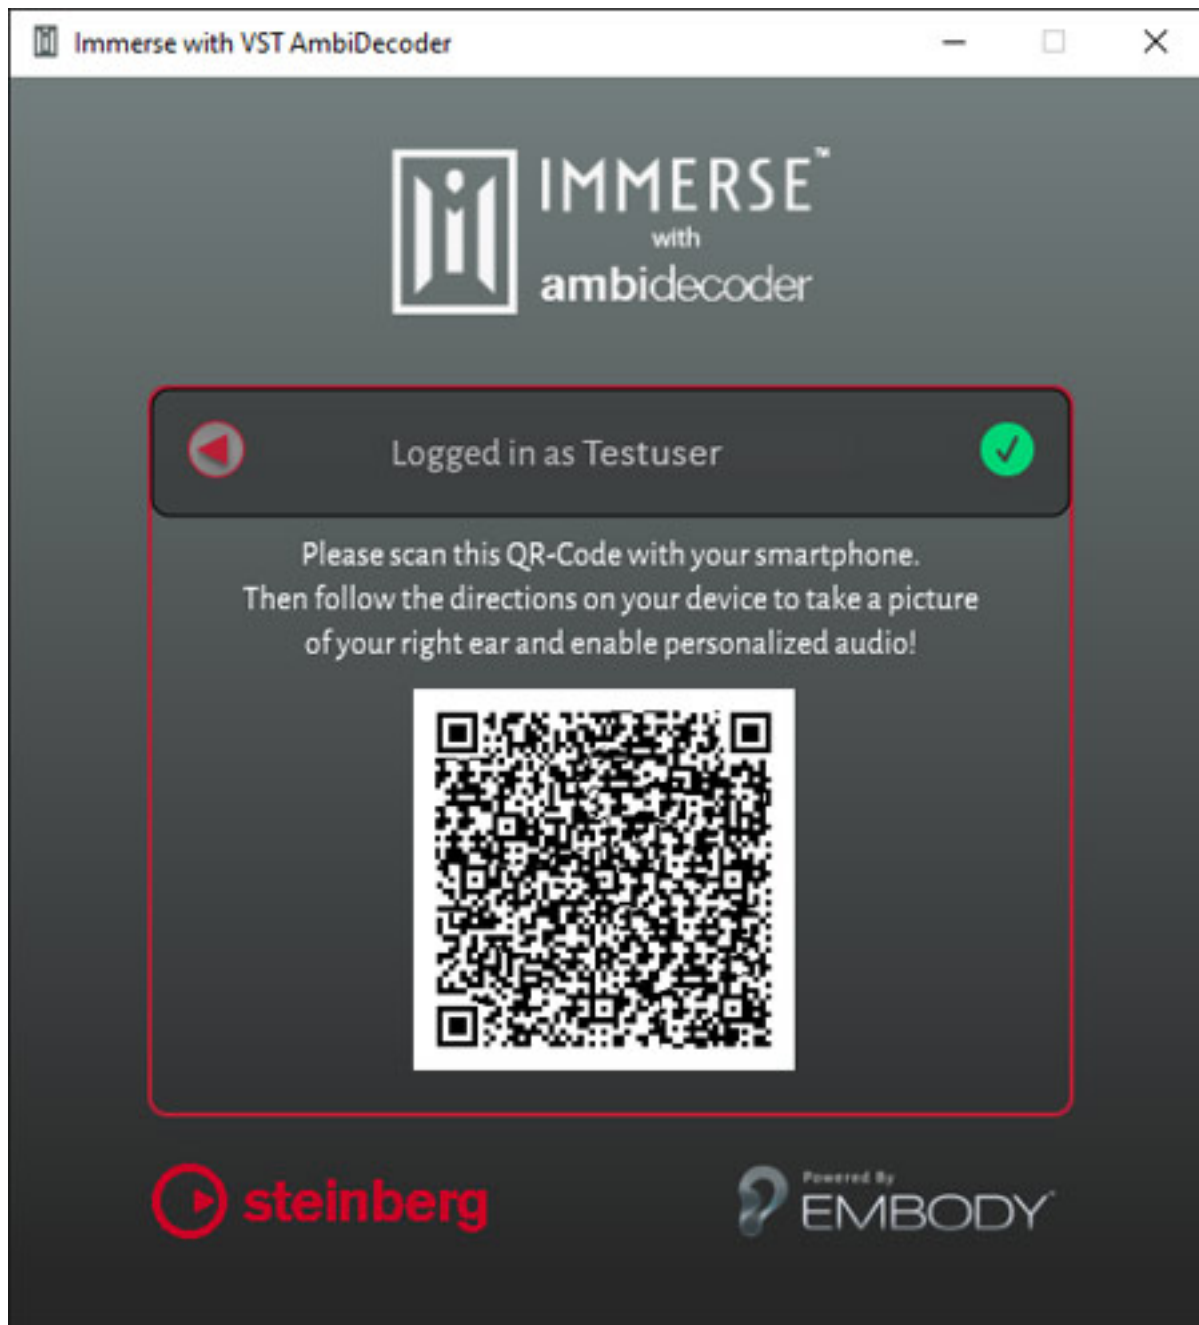 Immerse with VST AmbiDecoder
IMMERSE™
with
ambidecoder
Logged in as Testuser
Please scan this QR-Code with your smartphone.
Then follow the directions on your device to take a picture
of your right ear and enable personalized audio!
steinberg
Powered By
EMBODY